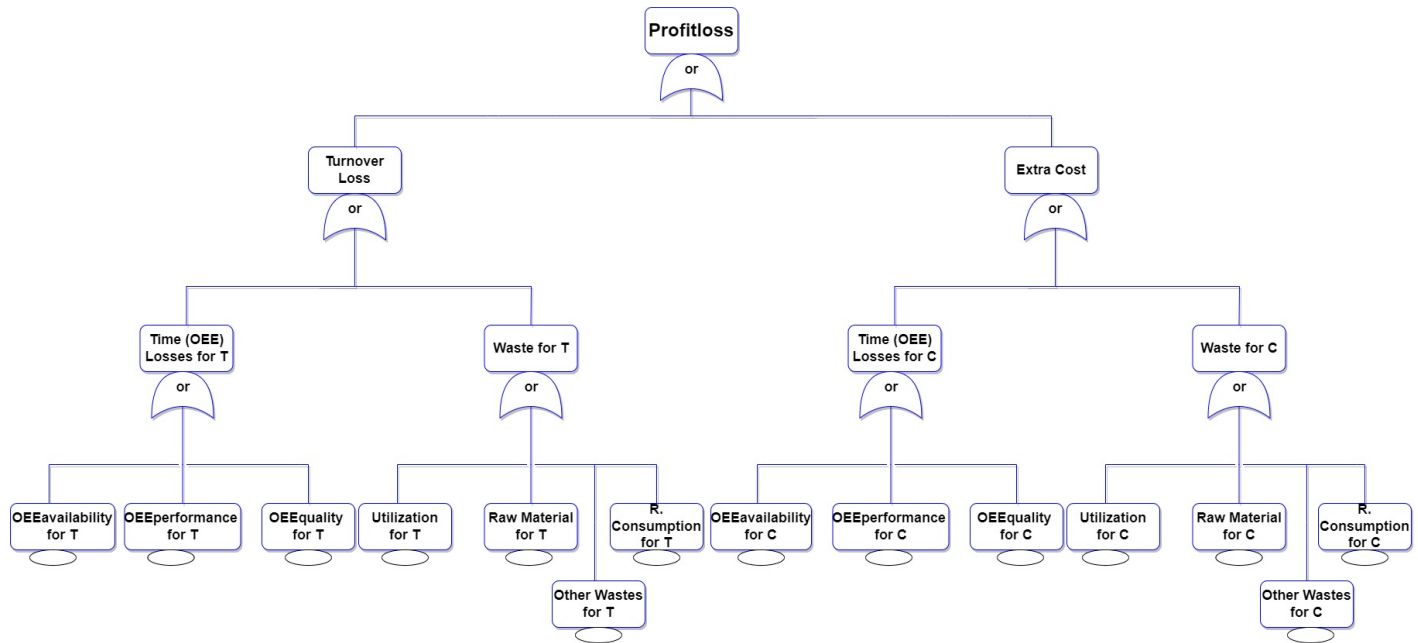 Profitloss
or
Turnover
Loss
Extra Cost
or
or
Time (OEE)
Losses for T
Waste for T
Time (OEE)
Losses for C
Waste for C
or
or
or
or
OEEavailability
for T
OEEperformance
for T
OEEquality
for T
Utilization
for T
Raw Material
for T
R.
Consumption
for T
OEEavailability
for C
OEEperformance
for C
OEEquality
for C
Utilization
for C
Raw Material
for C
R.
Consumption
for C
Other Wastes
for T
Other Wastes
for C